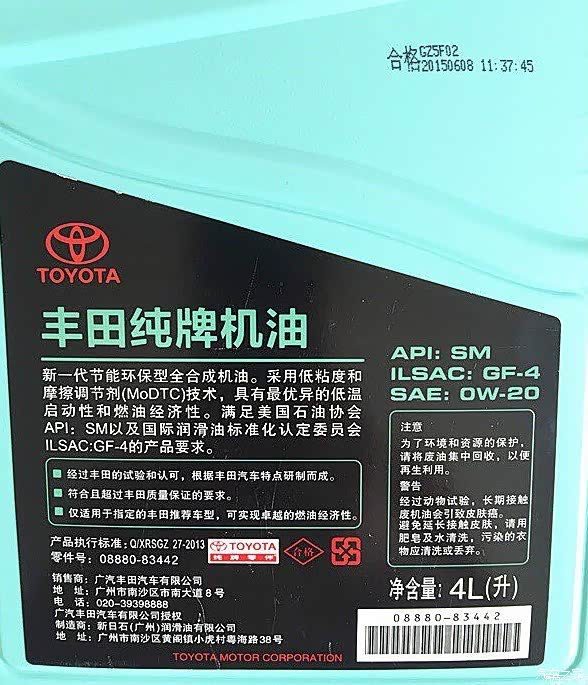 合格GZ5F02
20150608 11:37:45
TOYOTA
丰田纯牌机油
新一代节能环保型全合成机油。采用低粘度和
摩擦调节剂(MoDTC)技术，具有最优异的低温
启动性和燃油经济性。满足美国石油协会
API: SM以及国际润滑油标准化认定委员会
ILSAC:GF-4的产品要求。
API: SM
ILSAC: GF-4
SAE: 0W-20
经过丰田的试验和认可，根据丰田汽车特点研制而成。
符合且超过丰田质量保证的要求。
仅适用于指定的丰田推荐车型，可实现卓越的燃油经济性。
注意
为了环境和资源的保护，
请将废油集中回收，以便
再生利用。
警告
经过动物试验，长期接触
废机油会引致皮肤癌。
避免延长接触皮肤，请用
肥皂及水清洗，污染的衣
物应清洗或丢弃。
产品执行标准: Q/XRSGZ 27-2013
零件号: 08880-83442
TOYOTA
纯牌零件
合格
销售商: 广汽丰田汽车有限公司
地 址: 广州市南沙区市南大道8号
电 话: 020-39398888
广汽丰田汽车有限公司授权
制造商: 新日石(广州)润滑油有限公司
地 址: 广州市南沙区黄阁镇小虎村粤海路38号
净含量: 4L(升)
08880-83442
TOYOTA MOTOR CORPORATION